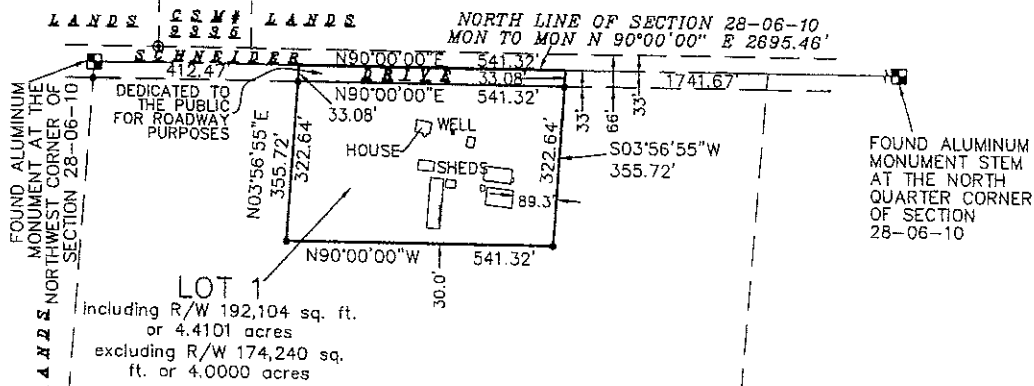 LANDS
CSM#
9995
LANDS
NORTH LINE OF SECTION 28-06-10
MON TO MON N 90°00'00" E 2695.46'
SCHNEIDER
DRIVE
N90°00'00"E 541.32'
412.47
33.08'
1741.67'
N90°00'00"E 541.32'
DEDICATED TO
THE PUBLIC
FOR ROADWAY
PURPOSES
33.08'
33'
66'
33'
FOUND ALUMINUM
MONUMENT AT THE
NORTHWEST CORNER OF
SECTION 28-06-10
N03°56'55"E
355.72'
322.64'
WELL
HOUSE
SHEDS
89.3'
322.64'
S03°56'55"W
355.72'
FOUND ALUMINUM
MONUMENT STEM
AT THE NORTH
QUARTER CORNER
OF SECTION
28-06-10
N90°00'00"W 541.32'
30.0'
LOT 1
including R/W 192,104 sq. ft.
or 4.4101 acres
excluding R/W 174,240 sq.
ft. or 4.0000 acres
ANDS